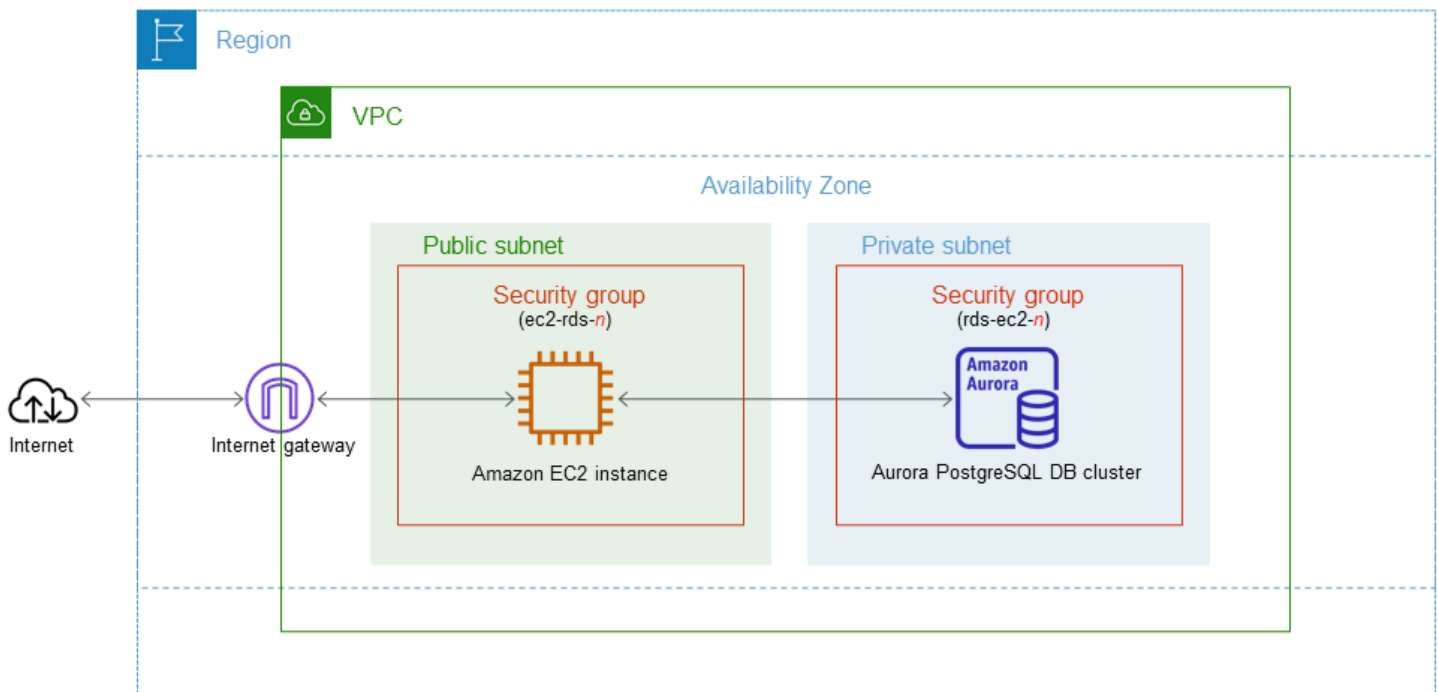 Region
VPC
Availability Zone
Public subnet
Private subnet
Security group
(ec2-rds-n)
Security group
(rds-ec2-n)
Amazon
Aurora
Internet
Internet gateway
Amazon EC2 instance
Aurora PostgreSQL DB cluster